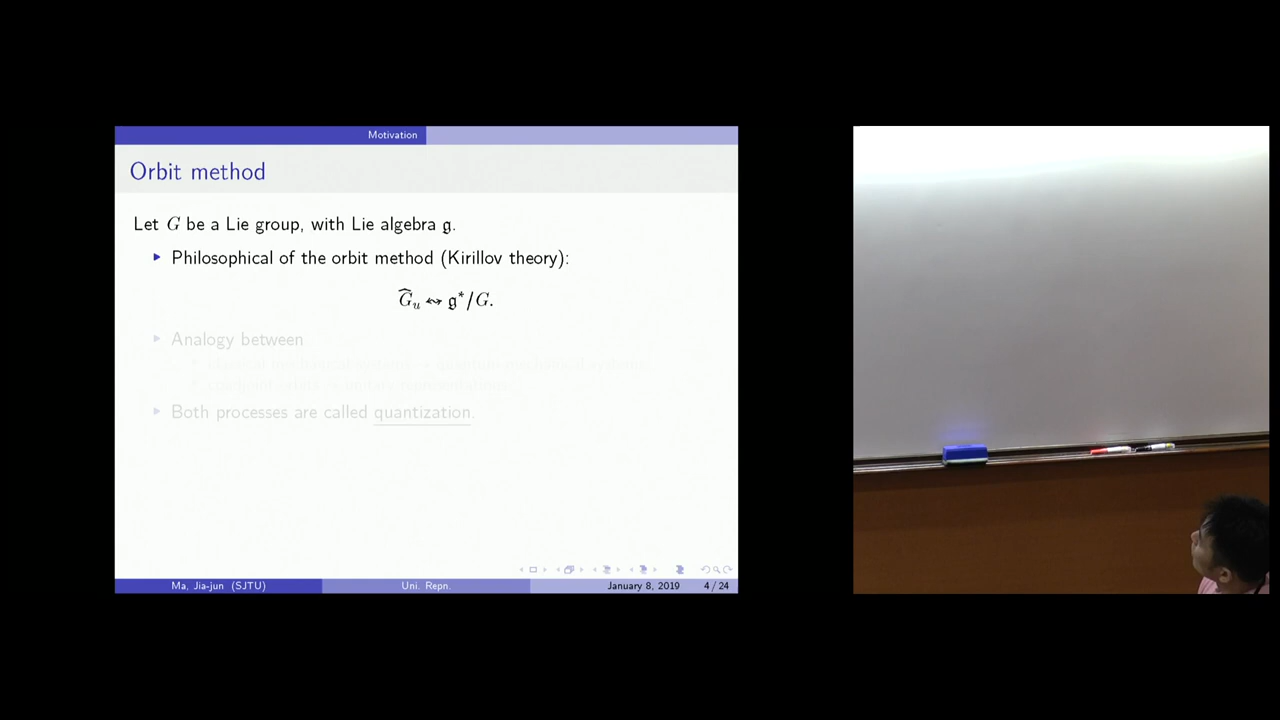 Motivation
Orbit method
Let G be a Lie group, with Lie algebra 𝔤.
▶ Philosophical of the orbit method (Kirillov theory):
Ĝ_u ↭ 𝔤*/G.
▶ Analogy between
▶ Both processes are called quantization.
Ma, Jia-jun (SJTU) Uni. Repn. January 8, 2019 4 / 24